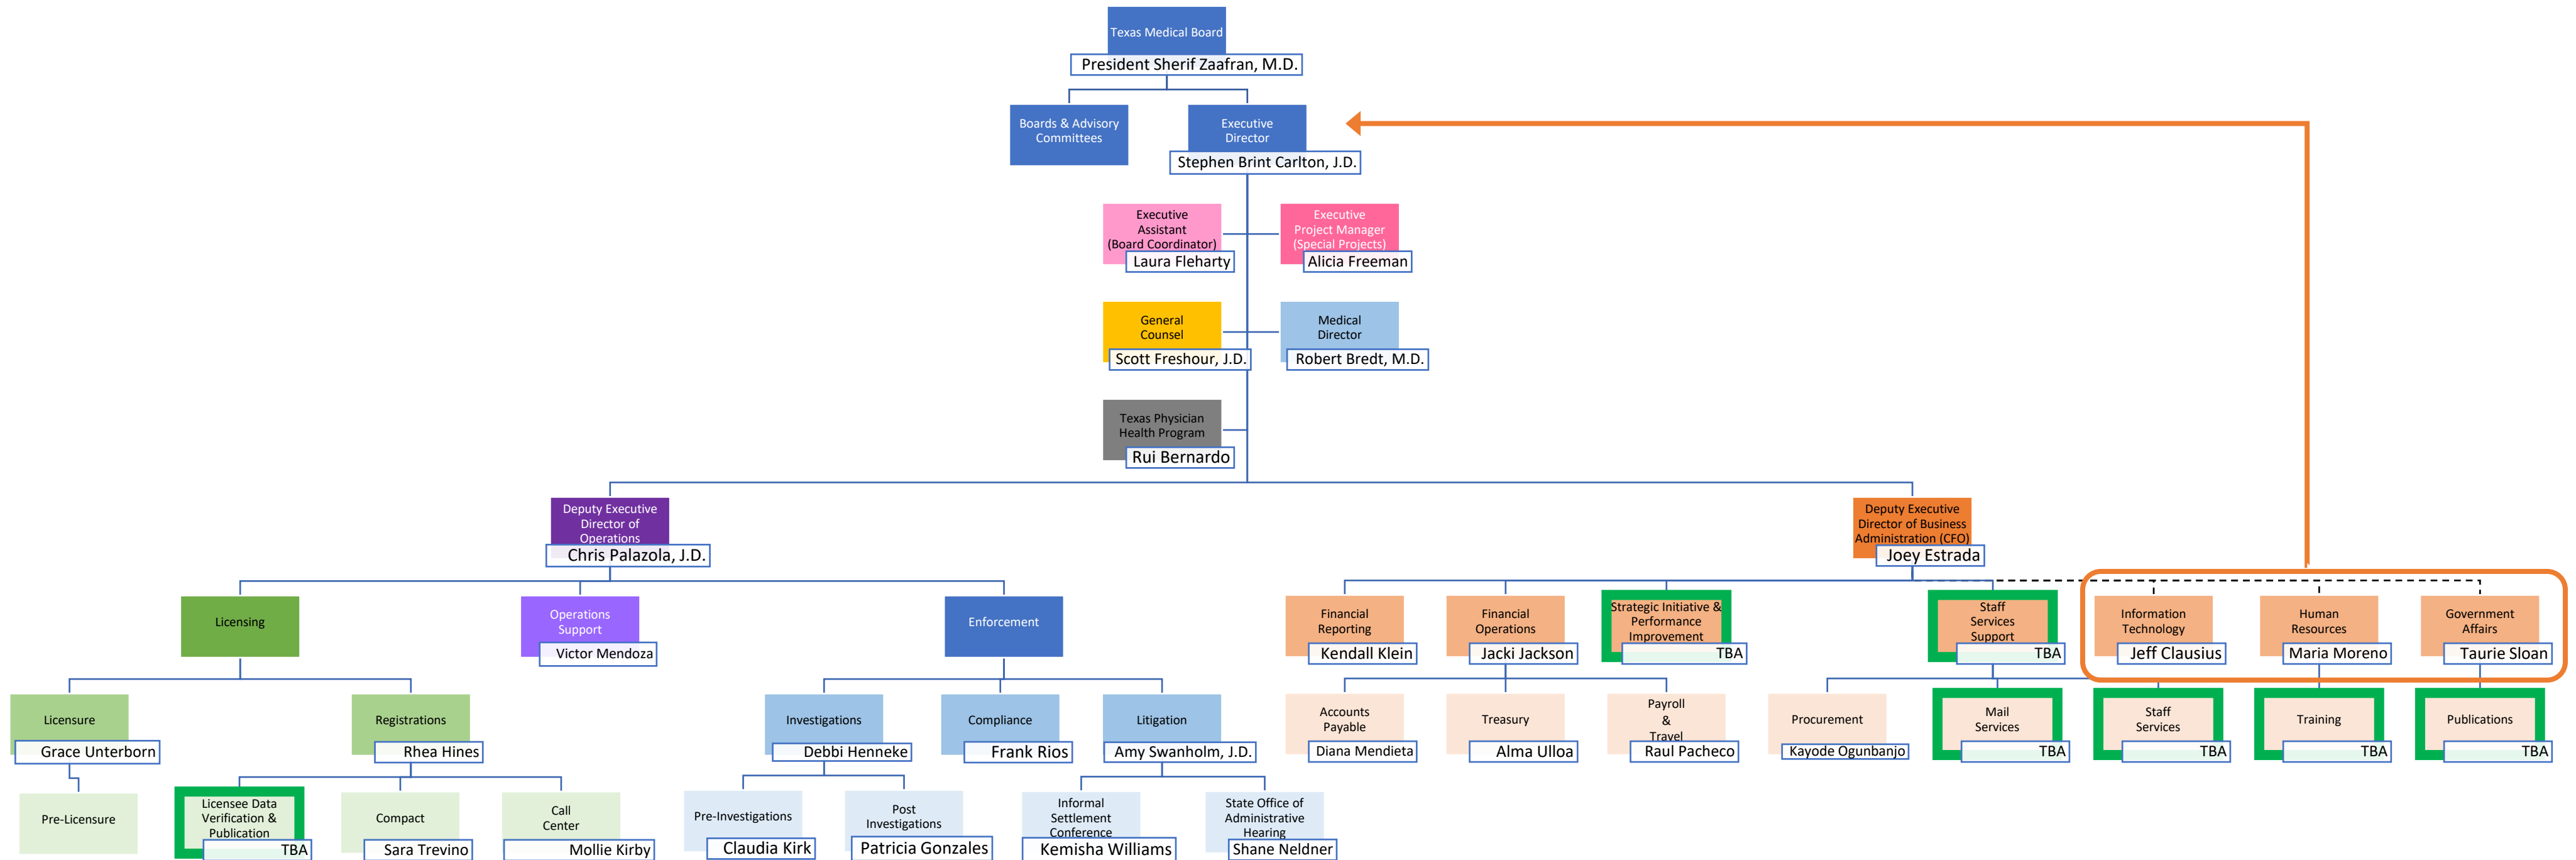 Texas Medical Board
President Sherif Zaafran, M.D.
Boards & Advisory
Committees
Executive
Director
Stephen Brint Carlton, J.D.
Executive
Assistant
(Board Coordinator)
Laura Fleharty
Executive
Project Manager
(Special Projects)
Alicia Freeman
General
Counsel
Scott Freshour, J.D.
Medical
Director
Robert Bredt, M.D.
Texas Physician
Health Program
Rui Bernardo
Deputy Executive
Director of
Operations
Chris Palazola, J.D.
Deputy Executive
Director of Business
Administration (CFO)
Joey Estrada
Licensing
Operations
Support
Victor Mendoza
Enforcement
Financial
Reporting
Kendall Klein
Financial
Operations
Jacki Jackson
Strategic Initiative &
Performance
Improvement
TBA
Staff
Services
Support
TBA
Information
Technology
Jeff Clausius
Human
Resources
Maria Moreno
Government
Affairs
Taurie Sloan
Licensure
Grace Unterborn
Registrations
Rhea Hines
Investigations
Debbi Henneke
Compliance
Frank Rios
Litigation
Amy Swanholm, J.D.
Accounts
Payable
Diana Mendieta
Treasury
Alma Ulloa
Payroll
&
Travel
Raul Pacheco
Procurement
Kayode Ogunbanjo
Mail
Services
TBA
Staff
Services
TBA
Training
TBA
Publications
TBA
Pre-Licensure
Licensee Data
Verification &
Publication
TBA
Compact
Sara Trevino
Call
Center
Mollie Kirby
Pre-Investigations
Claudia Kirk
Post
Investigations
Patricia Gonzales
Informal
Settlement
Conference
Kemisha Williams
State Office of
Administrative
Hearing
Shane Neldner